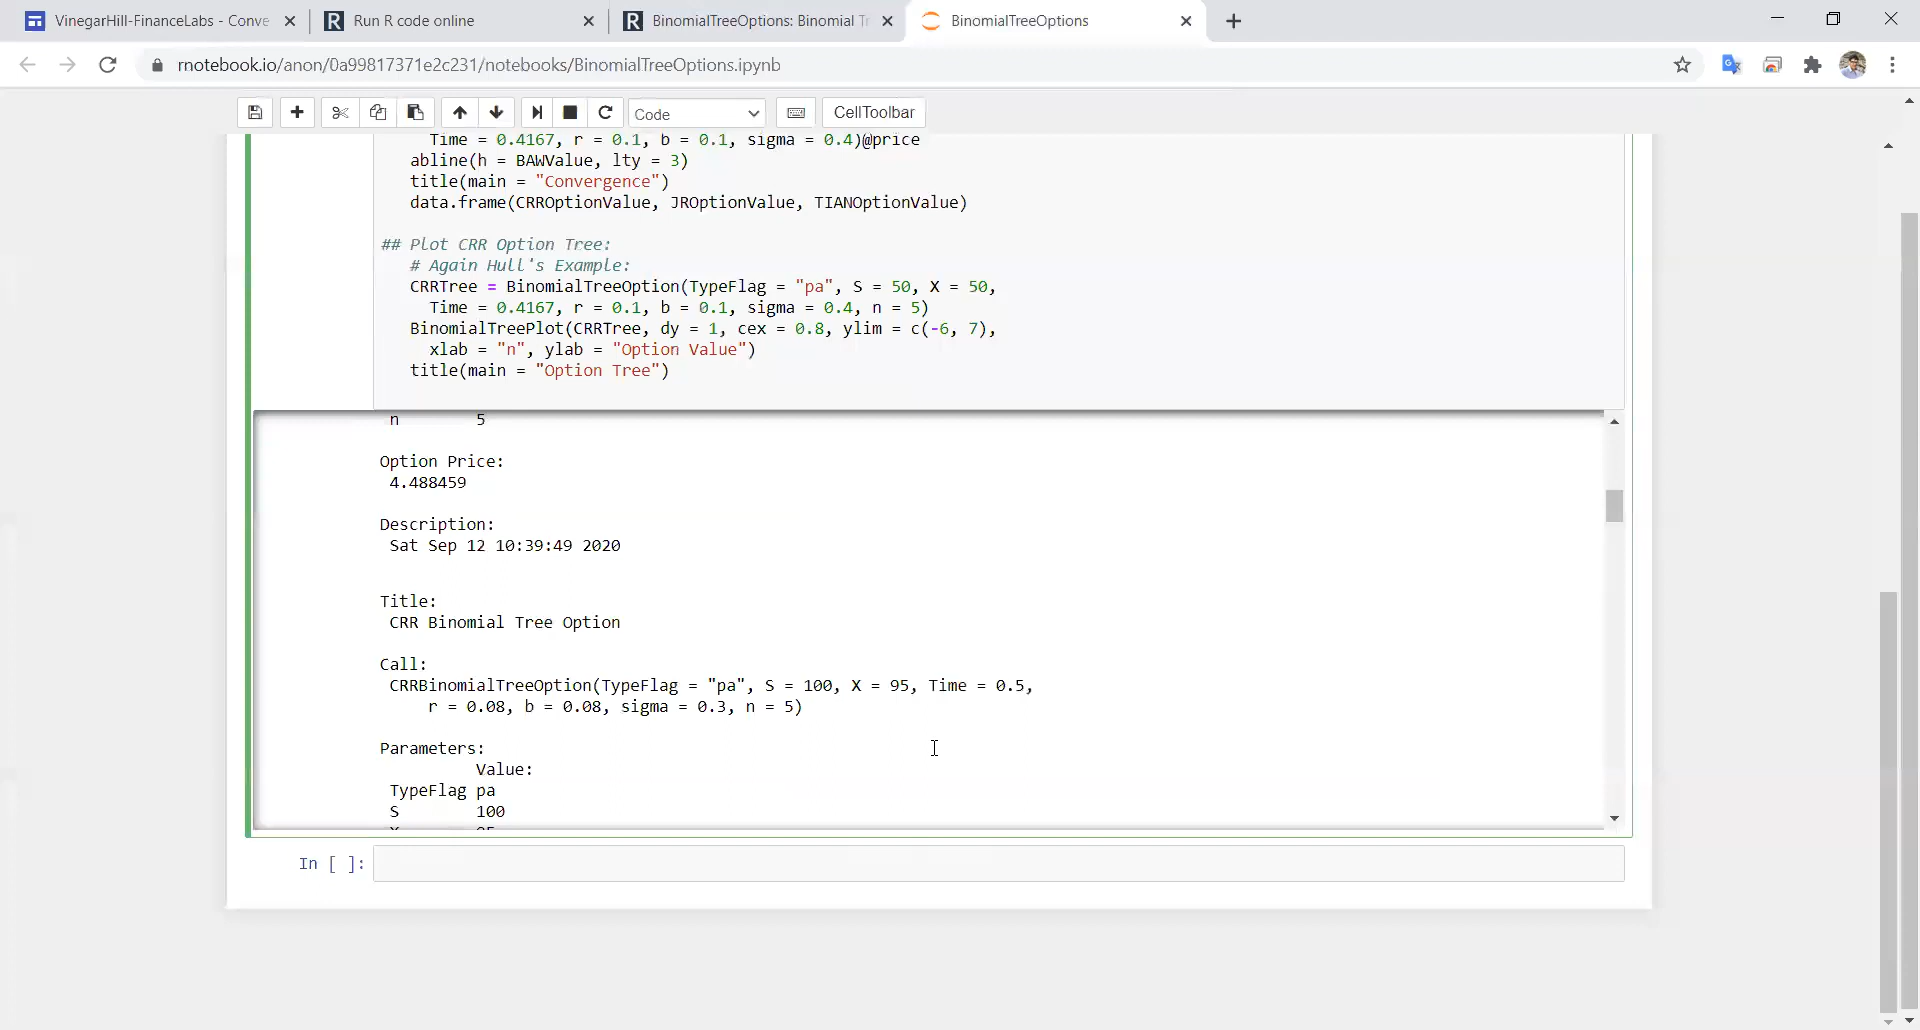 VinegarHill-FinanceLabs - Conve
Run R code online
BinomialTreeOptions: Binomial T
BinomialTreeOptions
rnotebook.io/anon/0a99817371e2c231/notebooks/BinomialTreeOptions.ipynb
Code
CellToolbar
Time = 0.4167, r = 0.1, b = 0.1, sigma = 0.4)@price
abline(h = BAWValue, lty = 3)
title(main = "Convergence")
data.frame(CRROptionValue, JROptionValue, TIANOptionValue)
## Plot CRR Option Tree:
# Again Hull's Example:
CRRTree = BinomialTreeOption(TypeFlag = "pa", S = 50, X = 50,
Time = 0.4167, r = 0.1, b = 0.1, sigma = 0.4, n = 5)
BinomialTreePlot(CRRTree, dy = 1, cex = 0.8, ylim = c(-6, 7),
xlab = "n", ylab = "Option Value")
title(main = "Option Tree")
n 5
Option Price:
4.488459
Description:
Sat Sep 12 10:39:49 2020
Title:
CRR Binomial Tree Option
Call:
CRRBinomialTreeOption(TypeFlag = "pa", S = 100, X = 95, Time = 0.5,
r = 0.08, b = 0.08, sigma = 0.3, n = 5)
Parameters:
Value:
TypeFlag pa
S 100
X 95
In [ ]: